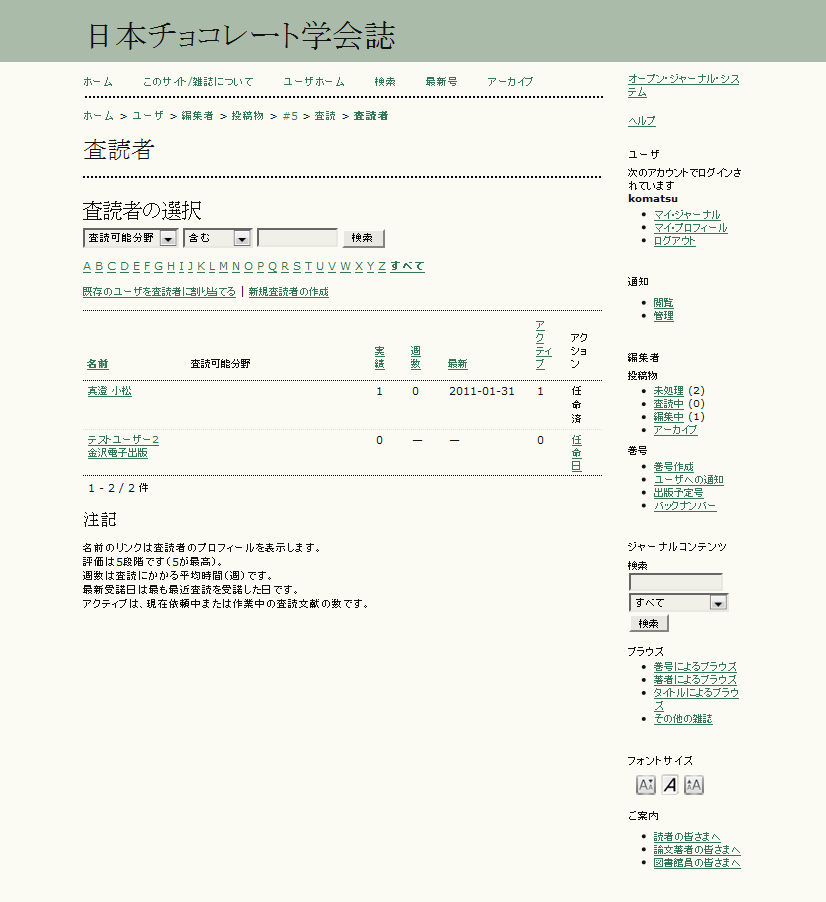 日本チョコレート学会誌
ホーム このサイト/雑誌について ユーザホーム 検索 最新号 アーカイブ
ホーム > ユーザ > 編集者 > 投稿物 > #5 > 査読 > 査読者
査読者
査読者の選択
査読可能分野 含む 検索
A B C D E F G H I J K L M N O P Q R S T U V W X Y Z すべて
既存のユーザを査読者に割り当てる | 新規査読者の作成
名前 査読可能分野 実績 週数 最新 アクティブ アクション
真澄 小松 1 0 2011-01-31 1 任命済
テストユーザー2 金沢電子出版 0 — — 0 任命日
1 - 2 / 2 件
注記
名前のリンクは査読者のプロフィールを表示します。
評価は5段階です(5が最高)。
週数は査読にかかる平均時間(週)です。
最新受諾日は最も最近査読を受諾した日です。
アクティブは、現在依頼中または作業中の査読文献の数です。
オープン・ジャーナル・シス
テム
ヘルプ
ユーザ
次のアカウントでログインさ
れています
komatsu
マイ・ジャーナル
マイ・プロフィール
ログアウト
通知
閲覧
管理
編集者
投稿物
未処理 (2)
査読中 (0)
編集中 (1)
アーカイブ
巻号
巻号作成
ユーザへの通知
出版予定号
バックナンバー
ジャーナルコンテンツ
検索
すべて
検索
ブラウズ
巻号によるブラウズ
著者によるブラウズ
タイトルによるブラウ
ズ
その他の雑誌
フォントサイズ
A A A
ご案内
読者の皆さまへ
論文著者の皆さまへ
図書館員の皆さまへ